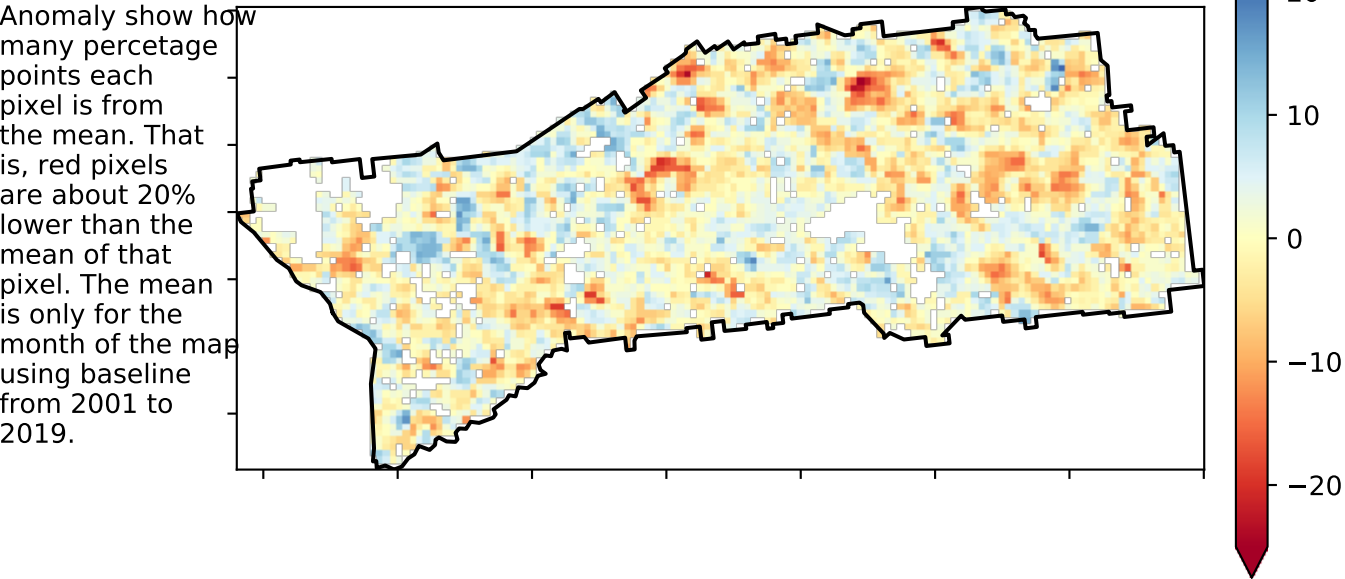 Anomaly show how
many percetage
points each
pixel is from
the mean. That
is, red pixels
are about 20%
lower than the
mean of that
pixel. The mean
is only for the
month of the map
using baseline
from 2001 to
2019.
10
0
−10
−20